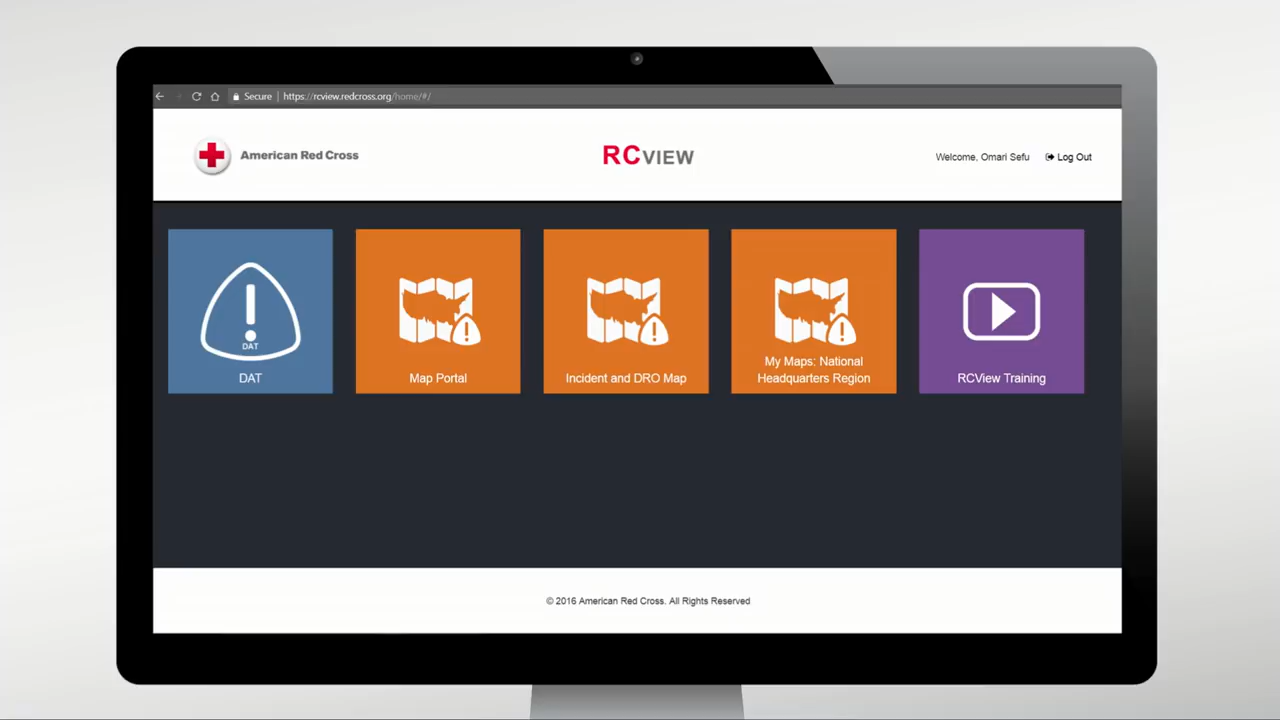 Secure
https://rcview.redcross.org/home/#/
American Red Cross
RCVIEW
Welcome, Omari Sefu
Log Out
DAT
DAT
Map Portal
Incident and DRO Map
My Maps: National
Headquarters Region
RCView Training
© 2016 American Red Cross. All Rights Reserved